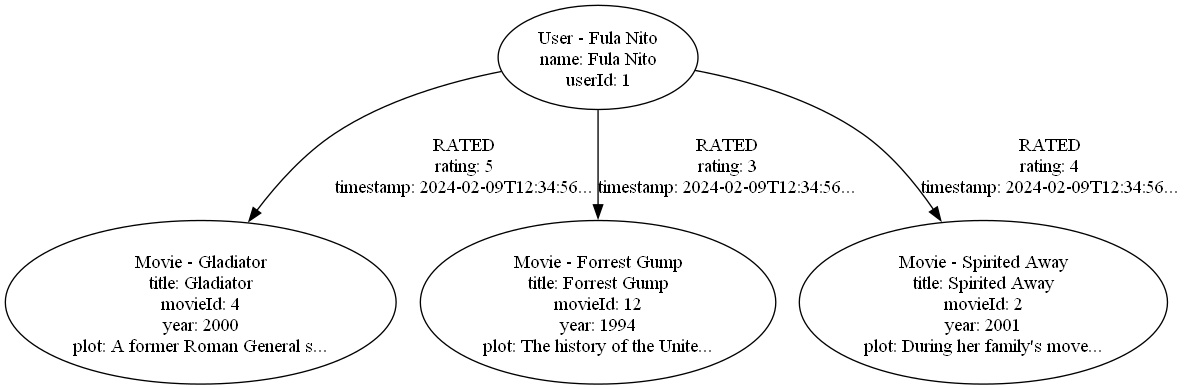 User - Fula Nito
name: Fula Nito
userId: 1
RATED
rating: 5
timestamp: 2024-02-09T12:34:56...
RATED
rating: 3
timestamp: 2024-02-09T12:34:56...
RATED
rating: 4
timestamp: 2024-02-09T12:34:56...
Movie - Gladiator
title: Gladiator
movieId: 4
year: 2000
plot: A former Roman General s...
Movie - Forrest Gump
title: Forrest Gump
movieId: 12
year: 1994
plot: The history of the Unite...
Movie - Spirited Away
title: Spirited Away
movieId: 2
year: 2001
plot: During her family's move...